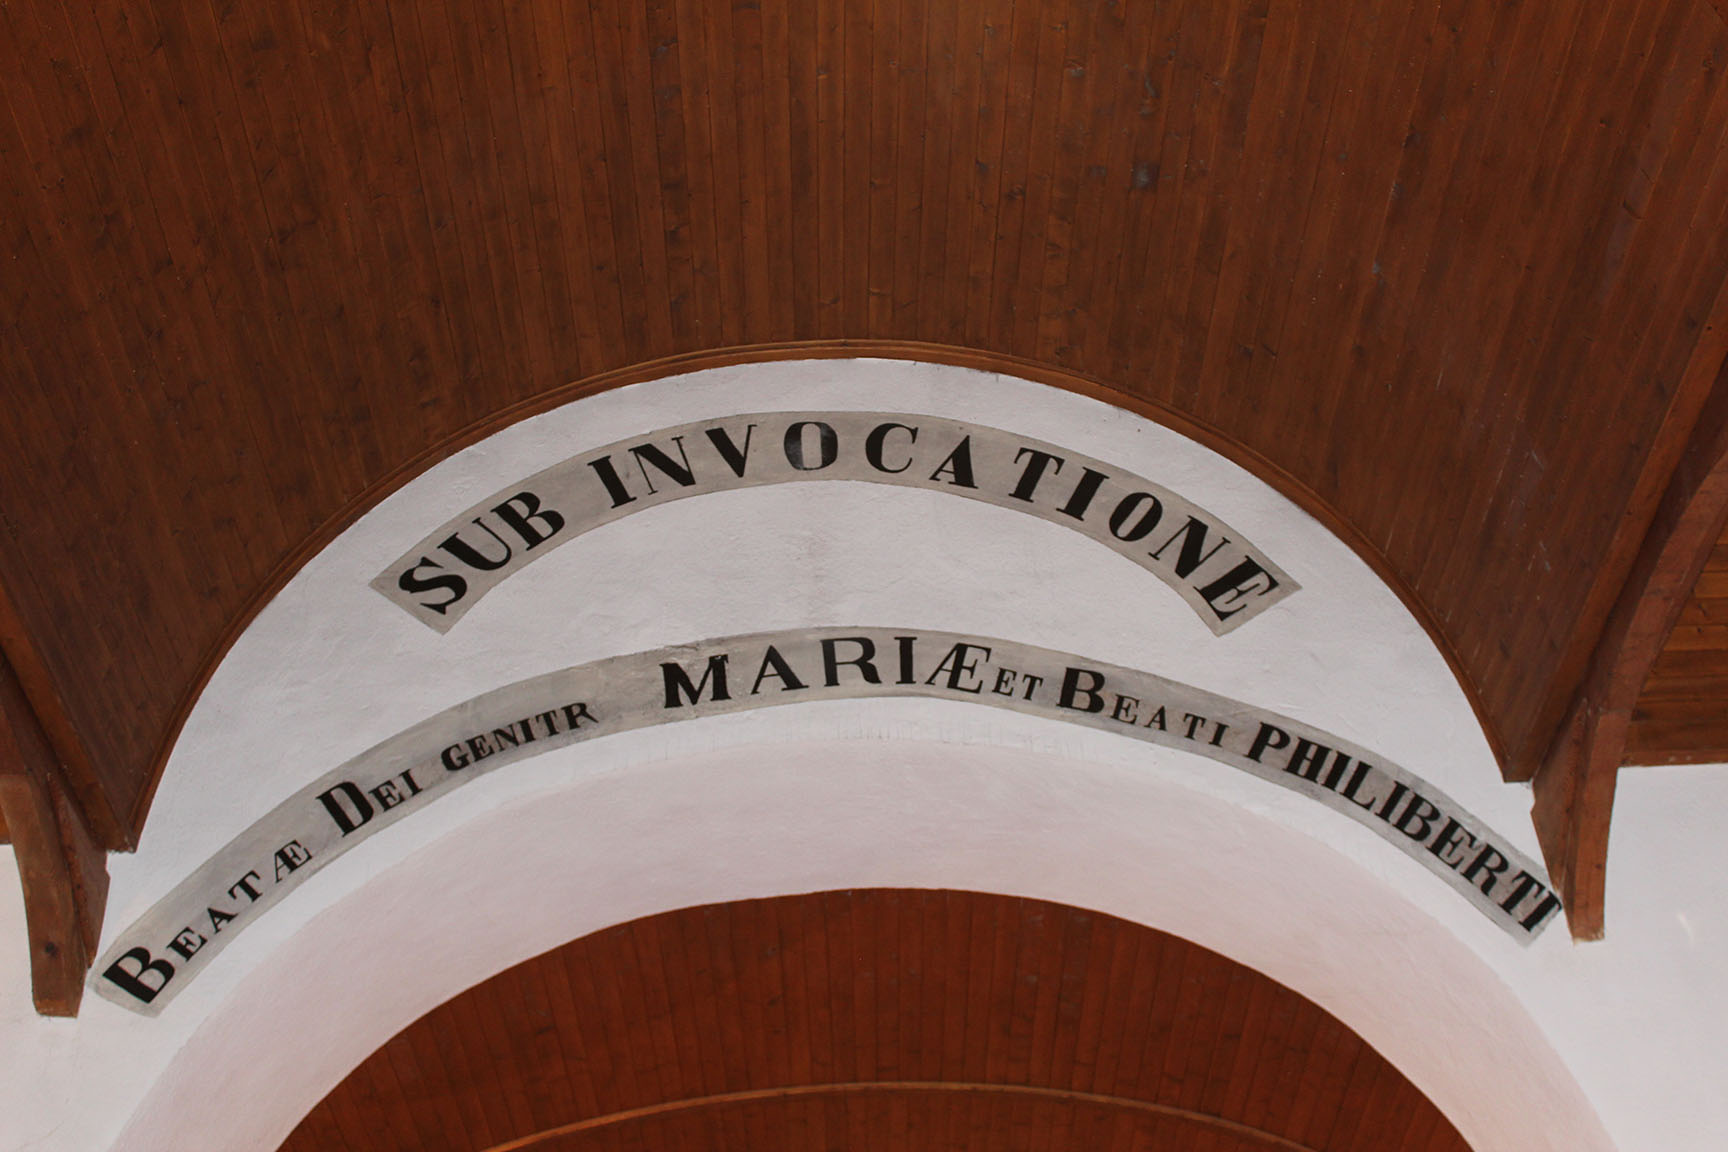 SUB INVOCATIONE
BEATÆ DEI GENITR MARIÆ ET BEATI PHILIBERTI